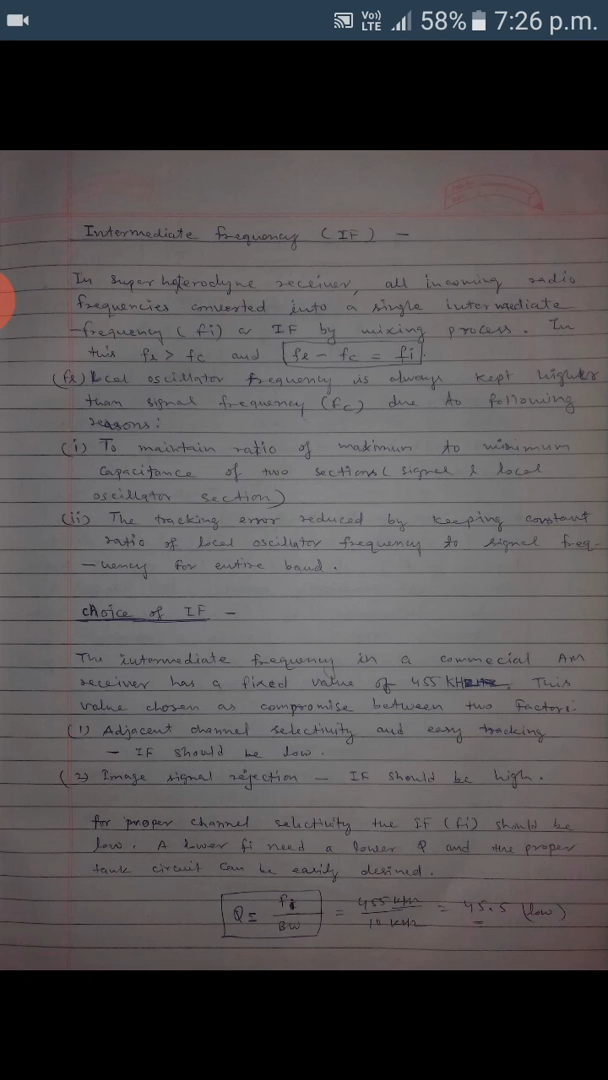 Voi) LTE 58% 7:26 p.m.
Intermediate frequency (IF) -
In Super heterodyne receiver, all incoming radio
frequencies converted into a single intermediate
-frequency (fi) or IF by mixing process. In
this fl > fc and fl - fc = fi
(fl) local oscillator frequency is always kept higher
than signal frequency (fc) due to following
reasons:
(i) To maintain ratio of maximum to minimum
Capacitance of two sections (signal & local
oscillator section)
(ii) The tracking error reduced by keeping constant
ratio of local oscillator frequency to signal freq-
-uency for entire band.
choice of IF -
The intermediate frequency in a commecial AM
receiver has a fixed value of 455 KHz. This
value chosen as compromise between two factors:
(1) Adjacent channel selectivity and easy tracking
- IF should be low.
(2) Image signal rejection - IF should be high.
for proper channel selectivity the IF (fi) should be
low. A lower fi need a lower Q and the proper
tank circuit can be easily desined.
Q = fi / BW = 455 KHz / 10 KHz = 45.5 (low)